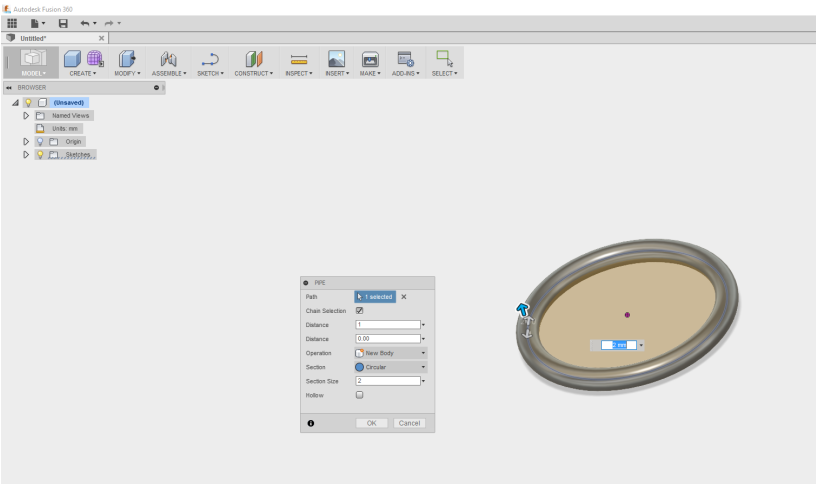 Autodesk Fusion 360
Untitled*
MODEL CREATE MODIFY ASSEMBLE SKETCH CONSTRUCT INSPECT INSERT MAKE ADD-INS SELECT
BROWSER
(Unsaved)
Named Views
Units: mm
Origin
Sketches
PIPE
Path 1 selected
Chain Selection
Distance 1
Distance 0.00
Operation New Body
Section Circular
Section Size 2
Hollow
OK Cancel
2 mm